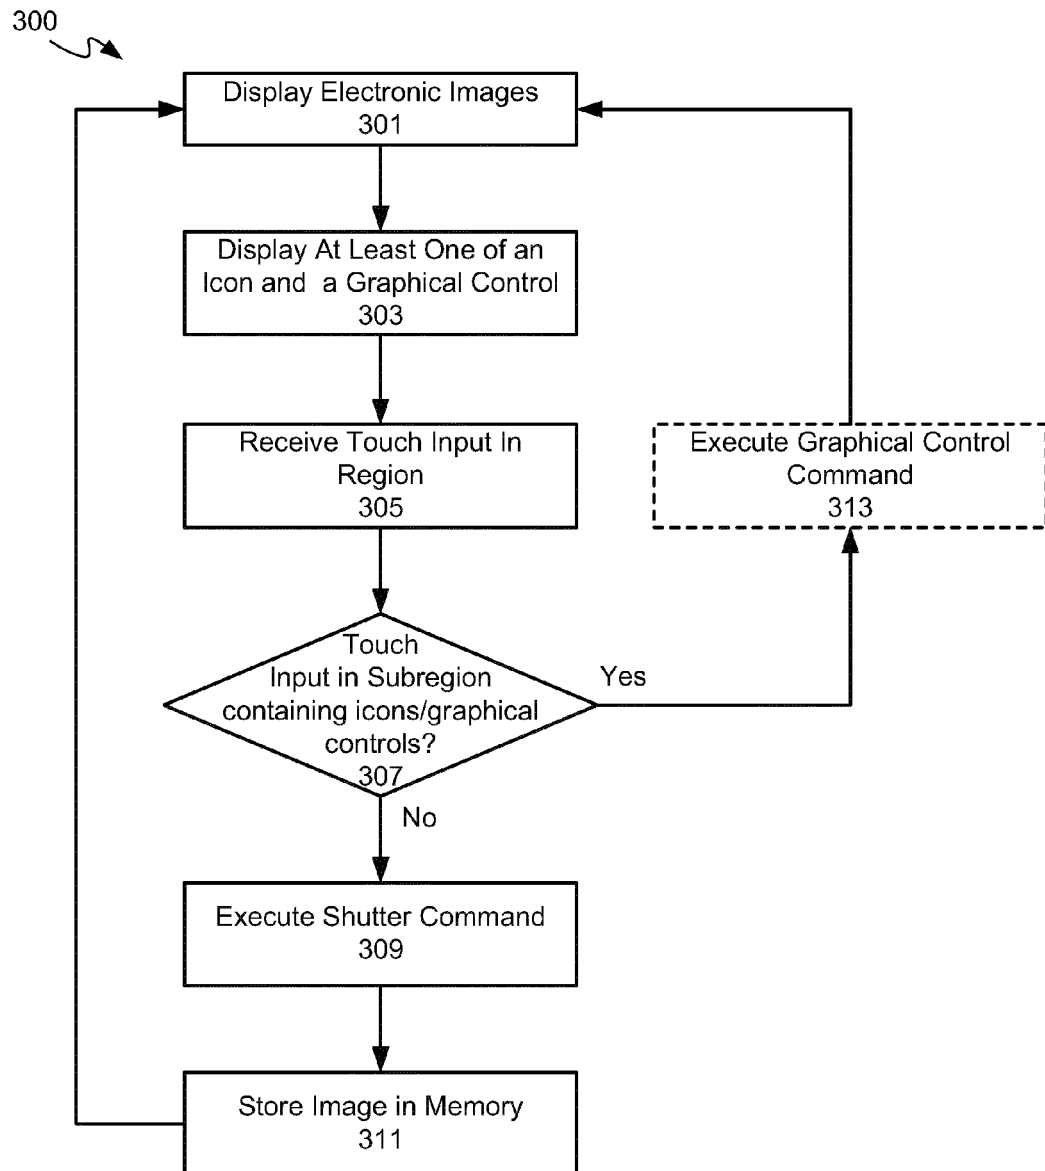 300
Display Electronic Images
301
Display At Least One of an
Icon and  a Graphical Control
303
Receive Touch Input In
Region
305
Execute Graphical Control
Command
313
Touch
Input in Subregion
containing icons/graphical
controls?
307
Yes
No
Execute Shutter Command
309
Store Image in Memory
311